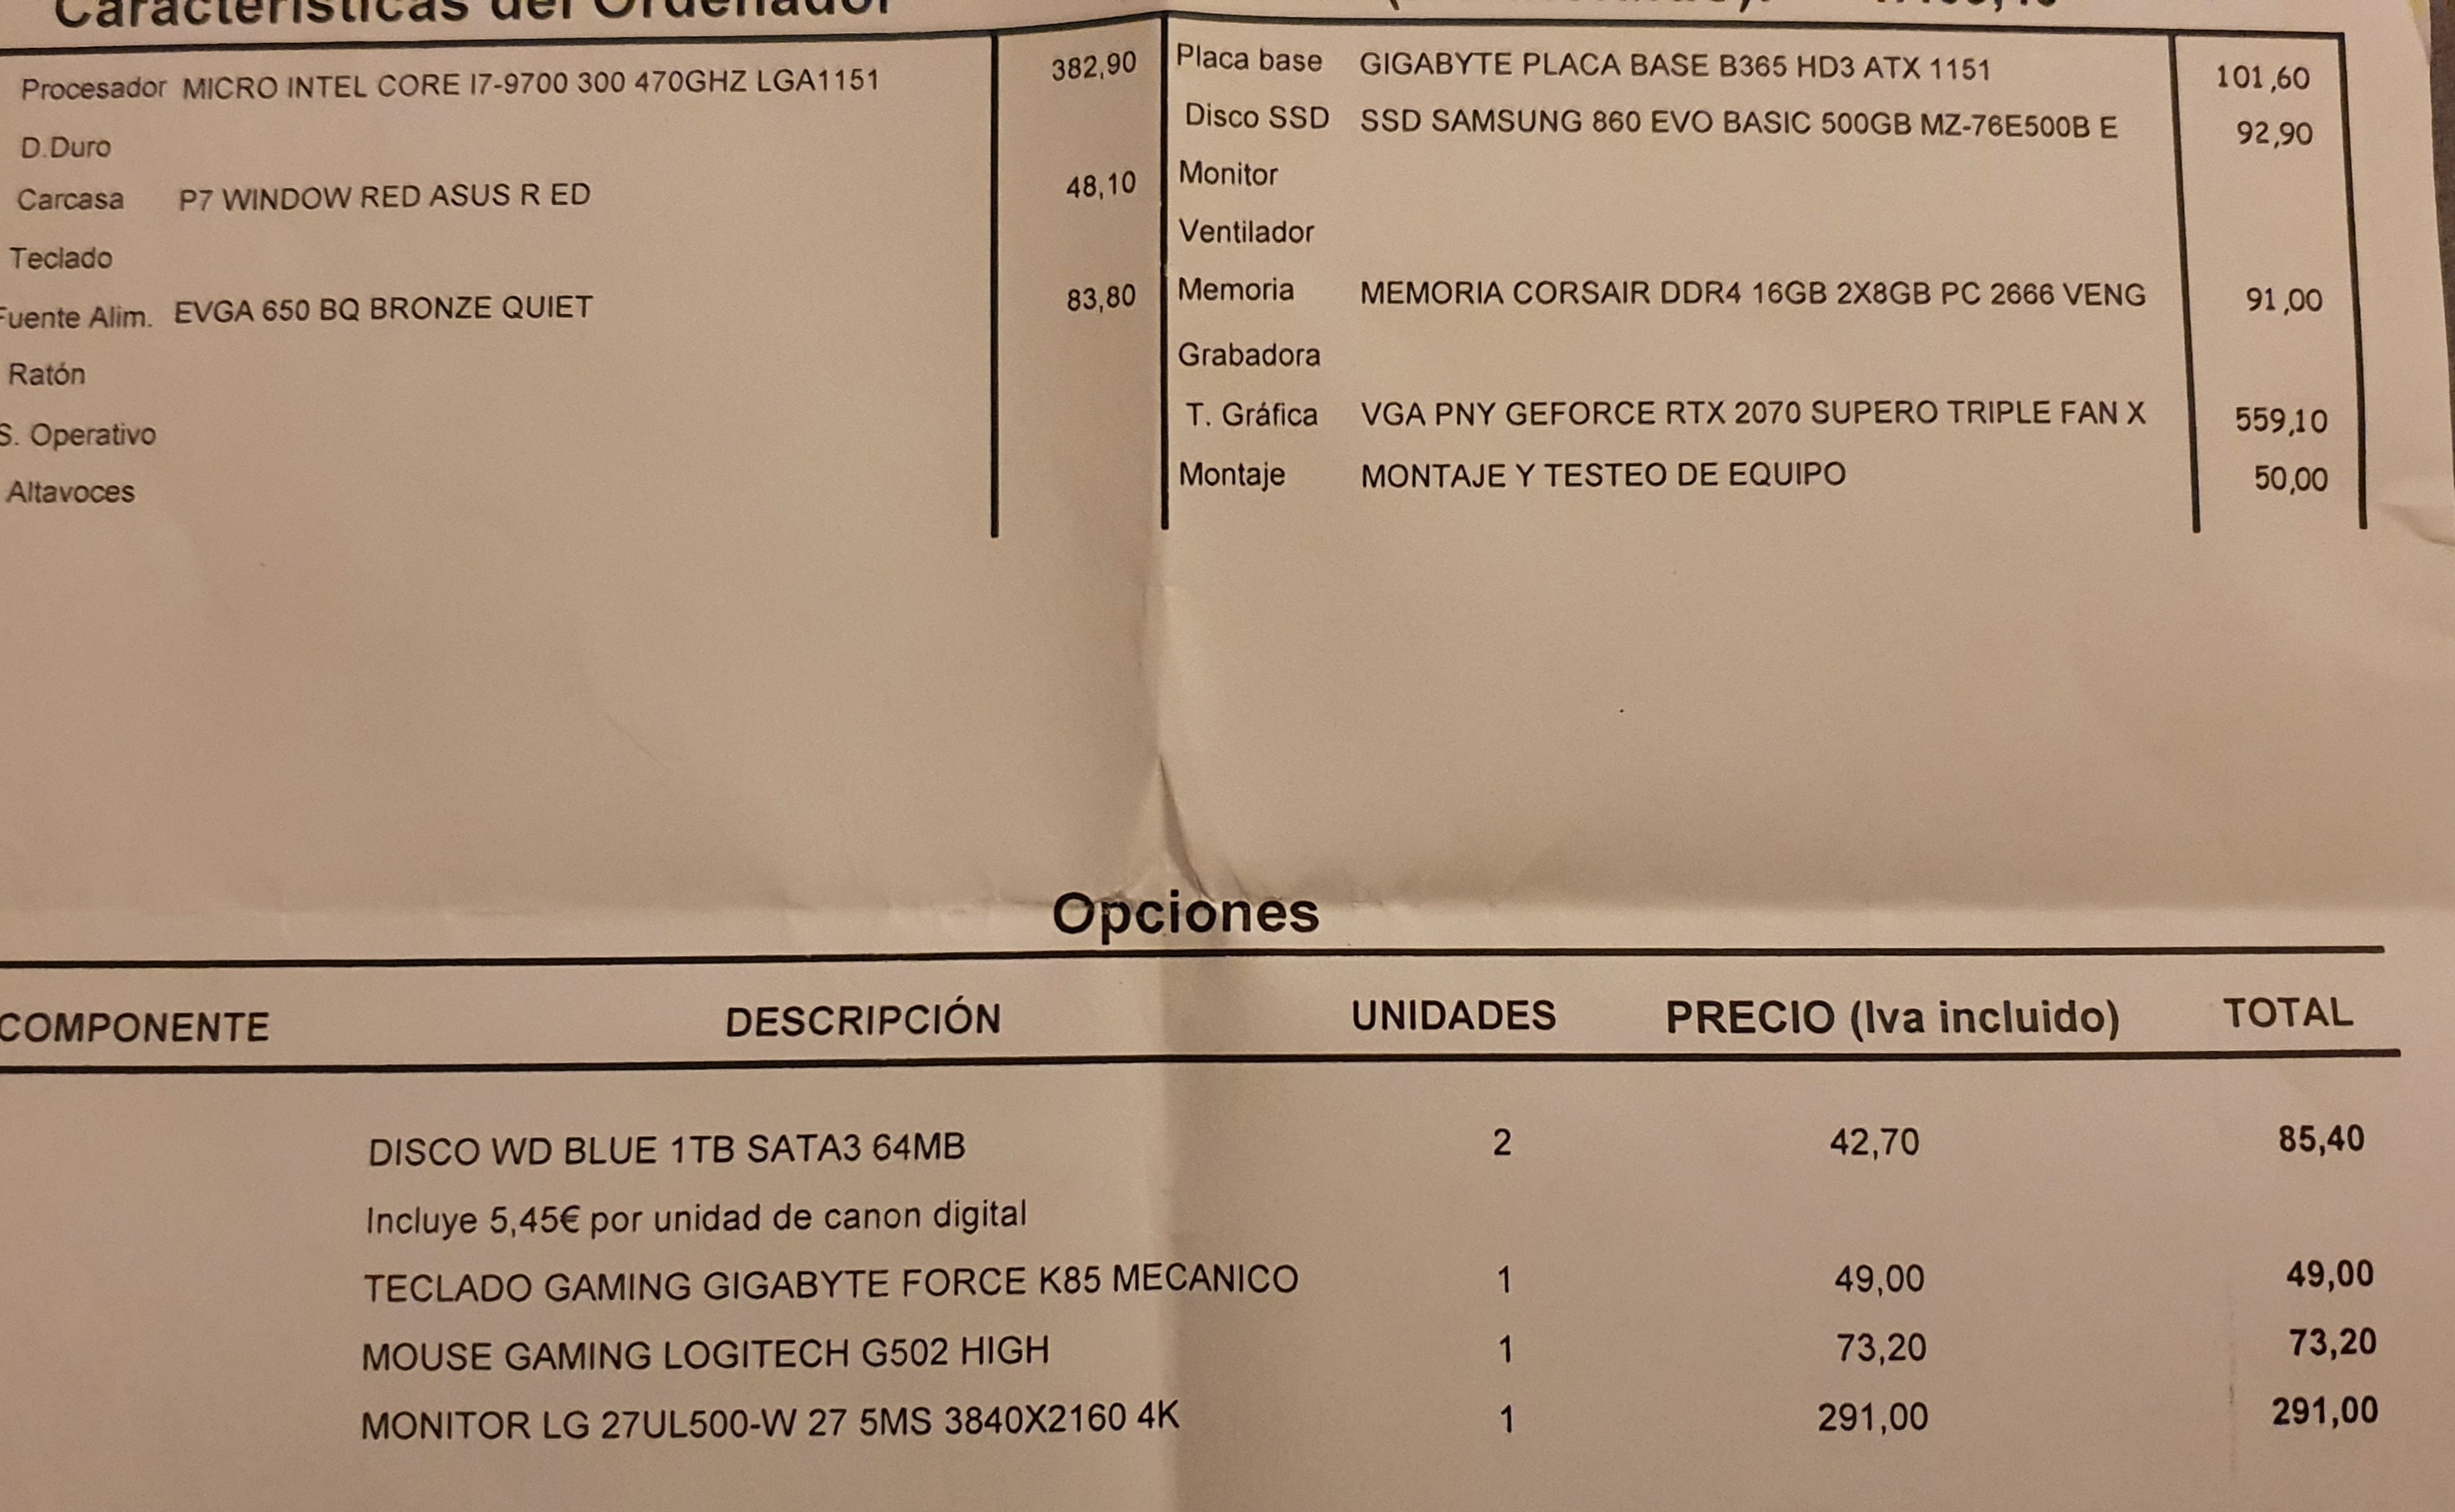 Características del Ordenador
Procesador MICRO INTEL CORE I7-9700 300 470GHZ LGA1151 382,90
D.Duro
Carcasa P7 WINDOW RED ASUS R ED 48,10
Teclado
Fuente Alim. EVGA 650 BQ BRONZE QUIET 83,80
Ratón
S. Operativo
Altavoces
Placa base GIGABYTE PLACA BASE B365 HD3 ATX 1151 101,60
Disco SSD SSD SAMSUNG 860 EVO BASIC 500GB MZ-76E500B E 92,90
Monitor
Ventilador
Memoria MEMORIA CORSAIR DDR4 16GB 2X8GB PC 2666 VENG 91,00
Grabadora
T. Gráfica VGA PNY GEFORCE RTX 2070 SUPERO TRIPLE FAN X 559,10
Montaje MONTAJE Y TESTEO DE EQUIPO 50,00
Opciones
COMPONENTE DESCRIPCIÓN UNIDADES PRECIO (Iva incluido) TOTAL
DISCO WD BLUE 1TB SATA3 64MB 2 42,70 85,40
Incluye 5,45€ por unidad de canon digital
TECLADO GAMING GIGABYTE FORCE K85 MECANICO 1 49,00 49,00
MOUSE GAMING LOGITECH G502 HIGH 1 73,20 73,20
MONITOR LG 27UL500-W 27 5MS 3840X2160 4K 1 291,00 291,00